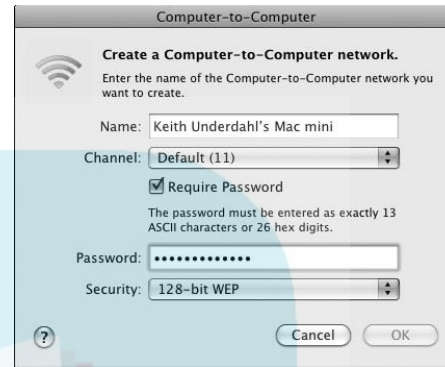 Computer-to-Computer
Create a Computer-to-Computer network.
Enter the name of the Computer-to-Computer network you
want to create.
Name: Keith Underdahl's Mac mini
Channel: Default (11)
Require Password
The password must be entered as exactly 13
ASCII characters or 26 hex digits.
Password: •••••••••••••
Security: 128-bit WEP
? Cancel OK